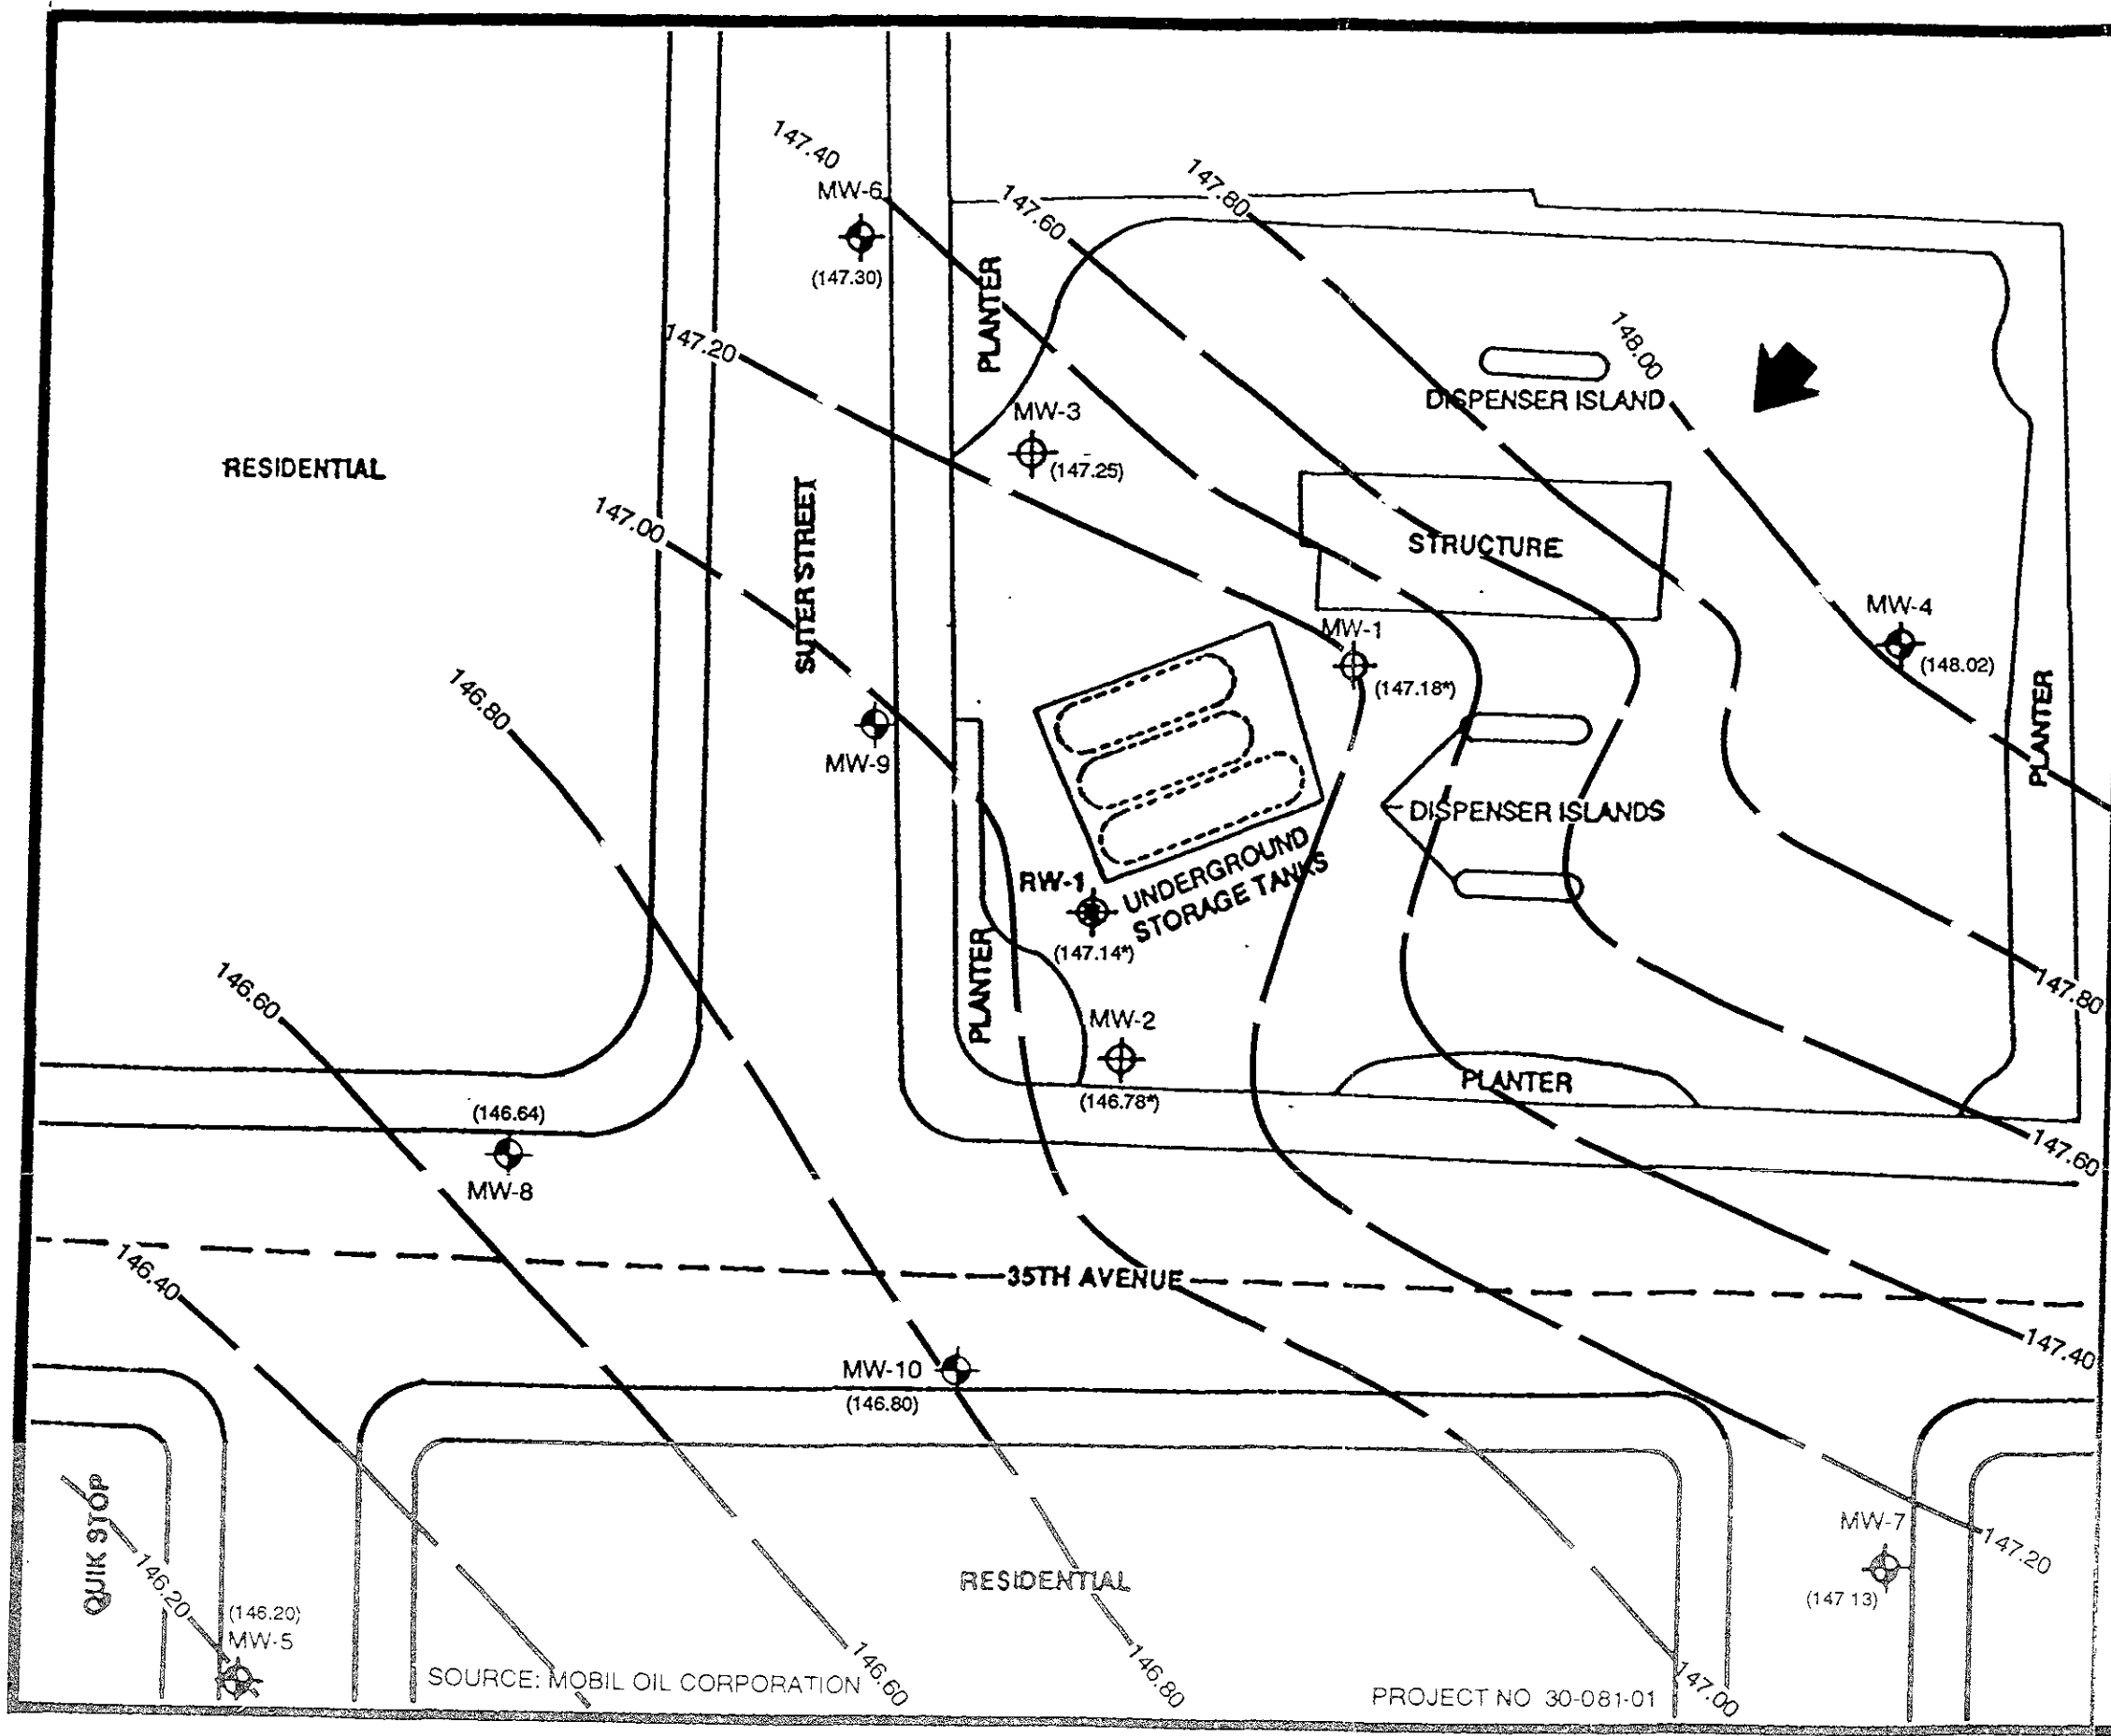 147.40
MW-6
(147.30)
147.60
147.80
PLANTER
147.20
148.00
DISPENSER ISLAND
MW-3
(147.25)
RESIDENTIAL
147.00
SUTER STREET
STRUCTURE
MW-1
(147.18*)
MW-4
(148.02)
PLANTER
146.80
MW-9
DISPENSER ISLANDS
UNDERGROUND
STORAGE TANKS
RW-1
(147.14*)
PLANTER
146.60
147.80
MW-2
(146.78*)
PLANTER
(146.64)
MW-8
147.60
146.40
35TH AVENUE
147.40
MW-10
(146.80)
QUIK STOP
146.20
(146.20)
MW-5
RESIDENTIAL
MW-7
(147 13)
147.20
146.60
146.80
147.00
SOURCE: MOBIL OIL CORPORATION
PROJECT NO 30-081-01